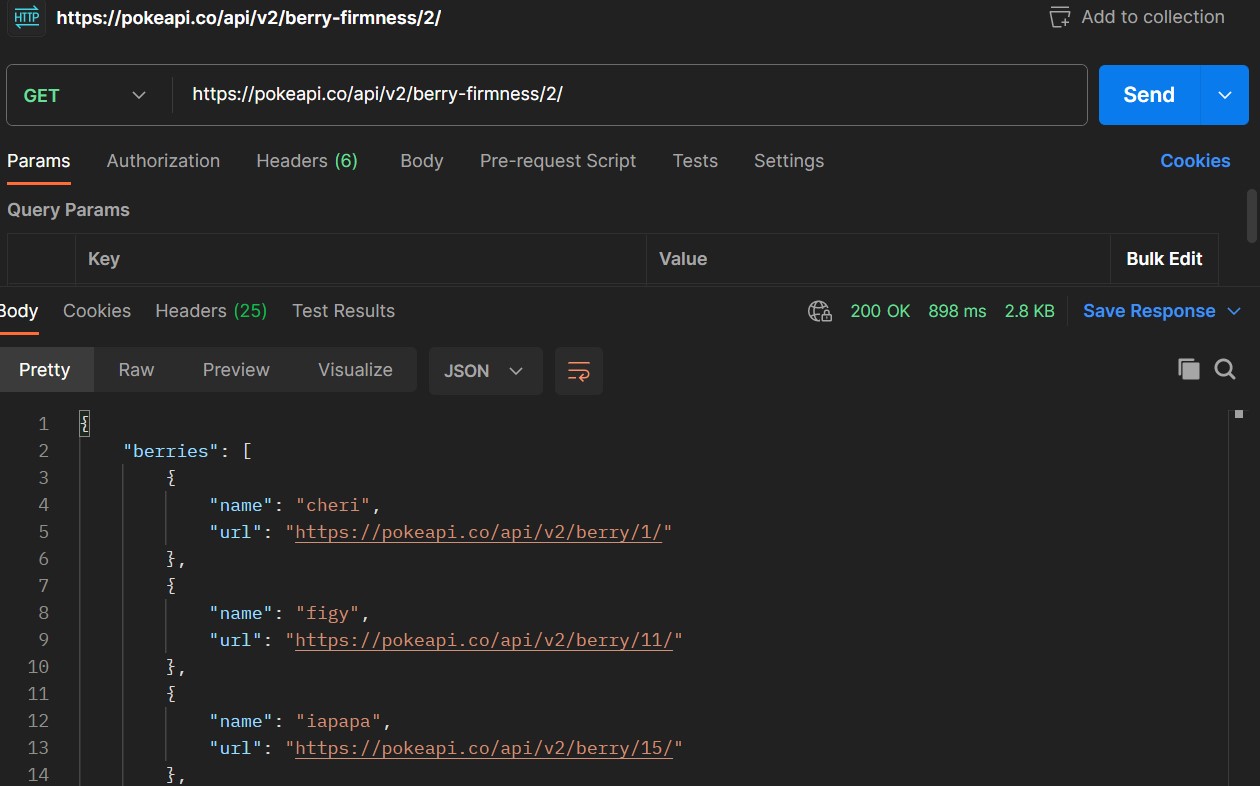 HTTP https://pokeapi.co/api/v2/berry-firmness/2/ Add to collection
GET https://pokeapi.co/api/v2/berry-firmness/2/ Send
Params Authorization Headers (6) Body Pre-request Script Tests Settings Cookies
Query Params
Key Value Bulk Edit
Body Cookies Headers (25) Test Results 200 OK 898 ms 2.8 KB Save Response
Pretty Raw Preview Visualize JSON
1 {
2 "berries": [
3 {
4 "name": "cheri",
5 "url": "https://pokeapi.co/api/v2/berry/1/"
6 },
7 {
8 "name": "figy",
9 "url": "https://pokeapi.co/api/v2/berry/11/"
10 },
11 {
12 "name": "iapapa",
13 "url": "https://pokeapi.co/api/v2/berry/15/"
14 },